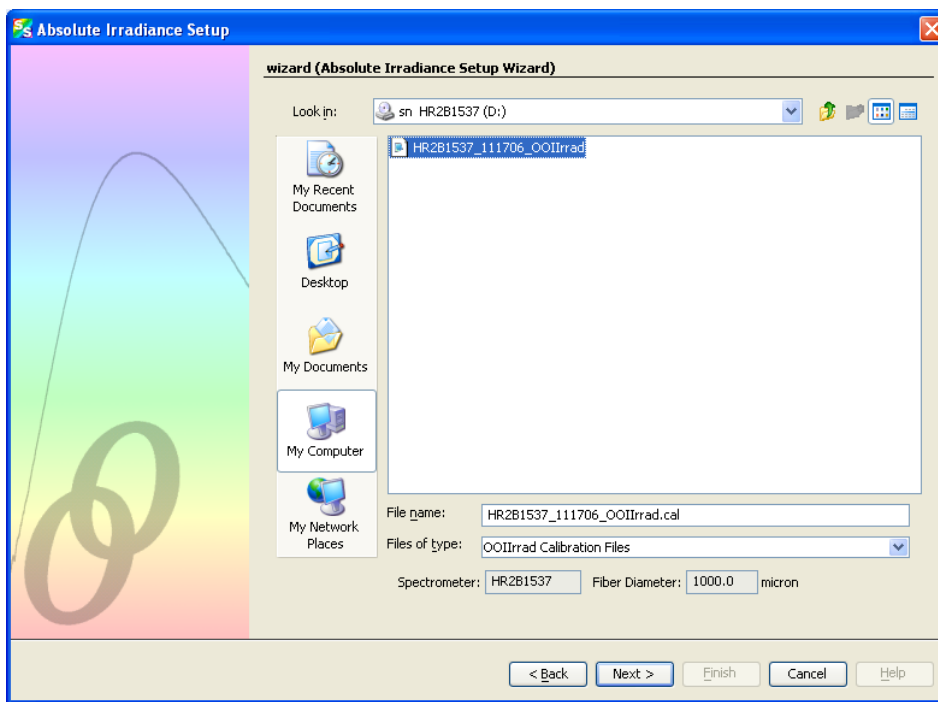 Absolute Irradiance Setup
wizard (Absolute Irradiance Setup Wizard)
Look in: sn HR2B1537 (D:)
HR2B1537_111706_OOIIrrad
My Recent
Documents
Desktop
My Documents
My Computer
My Network
Places
File name: HR2B1537_111706_OOIIrrad.cal
Files of type: OOIIrrad Calibration Files
Spectrometer: HR2B1537 Fiber Diameter: 1000.0 micron
< Back Next > Finish Cancel Help